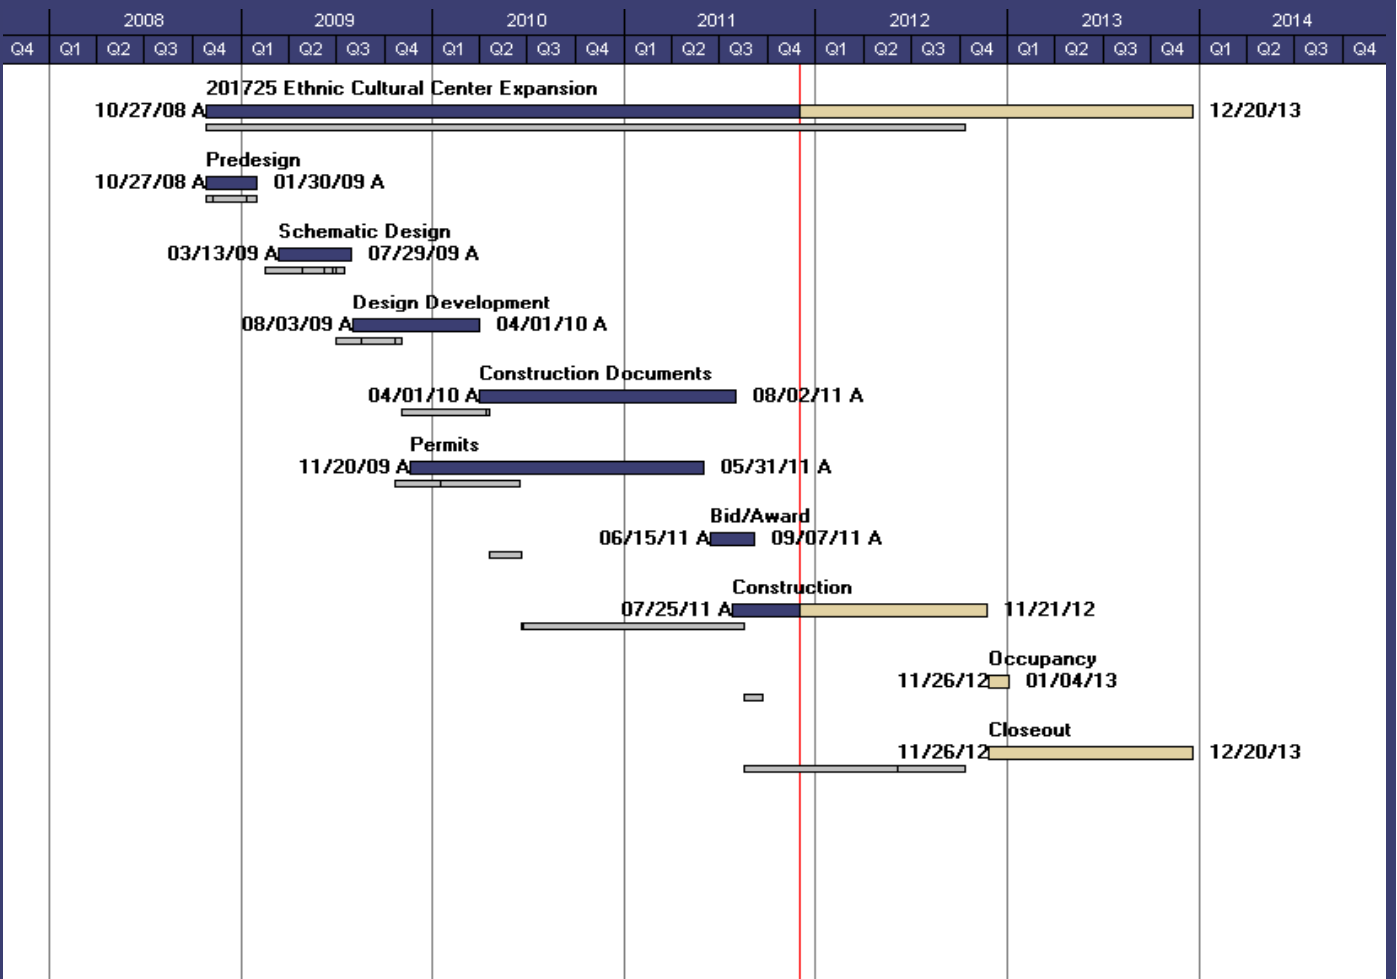 2008 2009 2010 2011 2012 2013 2014
Q4 Q1 Q2 Q3 Q4 Q1 Q2 Q3 Q4 Q1 Q2 Q3 Q4 Q1 Q2 Q3 Q4 Q1 Q2 Q3 Q4 Q1 Q2 Q3 Q4 Q1 Q2 Q3 Q4
201725 Ethnic Cultural Center Expansion
10/27/08 A 12/20/13
Predesign
10/27/08 A 01/30/09 A
Schematic Design
03/13/09 A 07/29/09 A
Design Development
08/03/09 A 04/01/10 A
Construction Documents
04/01/10 A 08/02/11 A
Permits
11/20/09 A 05/31/11 A
Bid/Award
06/15/11 A 09/07/11 A
Construction
07/25/11 A 11/21/12
Occupancy
11/26/12 01/04/13
Closeout
11/26/12 12/20/13